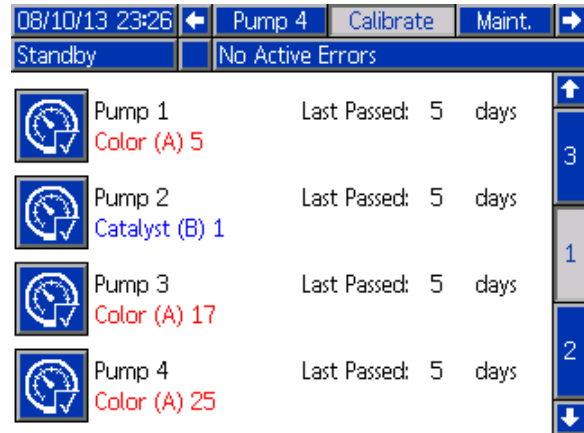 08/10/13 23:26 Pump 4 Calibrate Maint.
Standby No Active Errors
Pump 1 Last Passed: 5 days
Color (A) 5
3
Pump 2 Last Passed: 5 days
Catalyst (B) 1
1
Pump 3 Last Passed: 5 days
Color (A) 17
2
Pump 4 Last Passed: 5 days
Color (A) 25